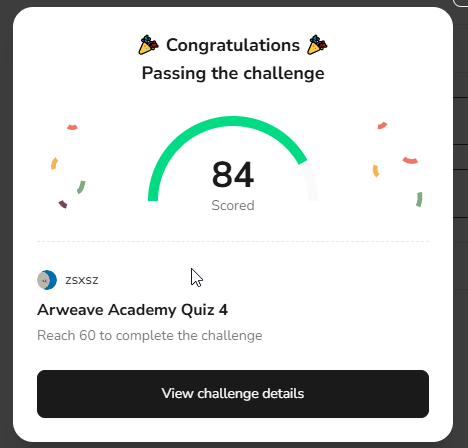 Congratulations
Passing the challenge
84
Scored
zsxsz
Arweave Academy Quiz 4
Reach 60 to complete the challenge
View challenge details